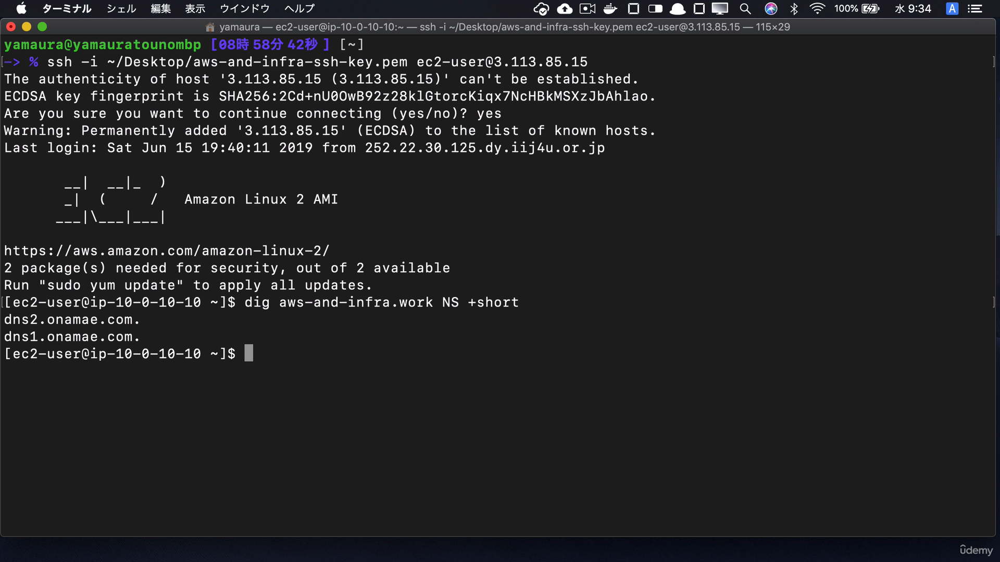 ターミナル シェル 編集 表示 ウインドウ ヘルプ 100% 水 9:34 A
yamaura — ec2-user@ip-10-0-10-10:~ — ssh -i ~/Desktop/aws-and-infra-ssh-key.pem ec2-user@3.113.85.15 — 115×29
yamaura@yamauratounombp [08時 58分 42秒 ] [~]
[-> % ssh -i ~/Desktop/aws-and-infra-ssh-key.pem ec2-user@3.113.85.15 ]
The authenticity of host '3.113.85.15 (3.113.85.15)' can't be established.
ECDSA key fingerprint is SHA256:2Cd+nU0OwB92z28klGtorcKiqx7NcHBkMSXzJbAhlao.
Are you sure you want to continue connecting (yes/no)? yes
Warning: Permanently added '3.113.85.15' (ECDSA) to the list of known hosts.
Last login: Sat Jun 15 19:40:11 2019 from 252.22.30.125.dy.iij4u.or.jp
       __|  __|_  )
       _|  (     /   Amazon Linux 2 AMI
      ___|\___|___|
https://aws.amazon.com/amazon-linux-2/
2 package(s) needed for security, out of 2 available
Run "sudo yum update" to apply all updates.
[[ec2-user@ip-10-0-10-10 ~]$ dig aws-and-infra.work NS +short ]
dns2.onamae.com.
dns1.onamae.com.
[ec2-user@ip-10-0-10-10 ~]$
ûdemy